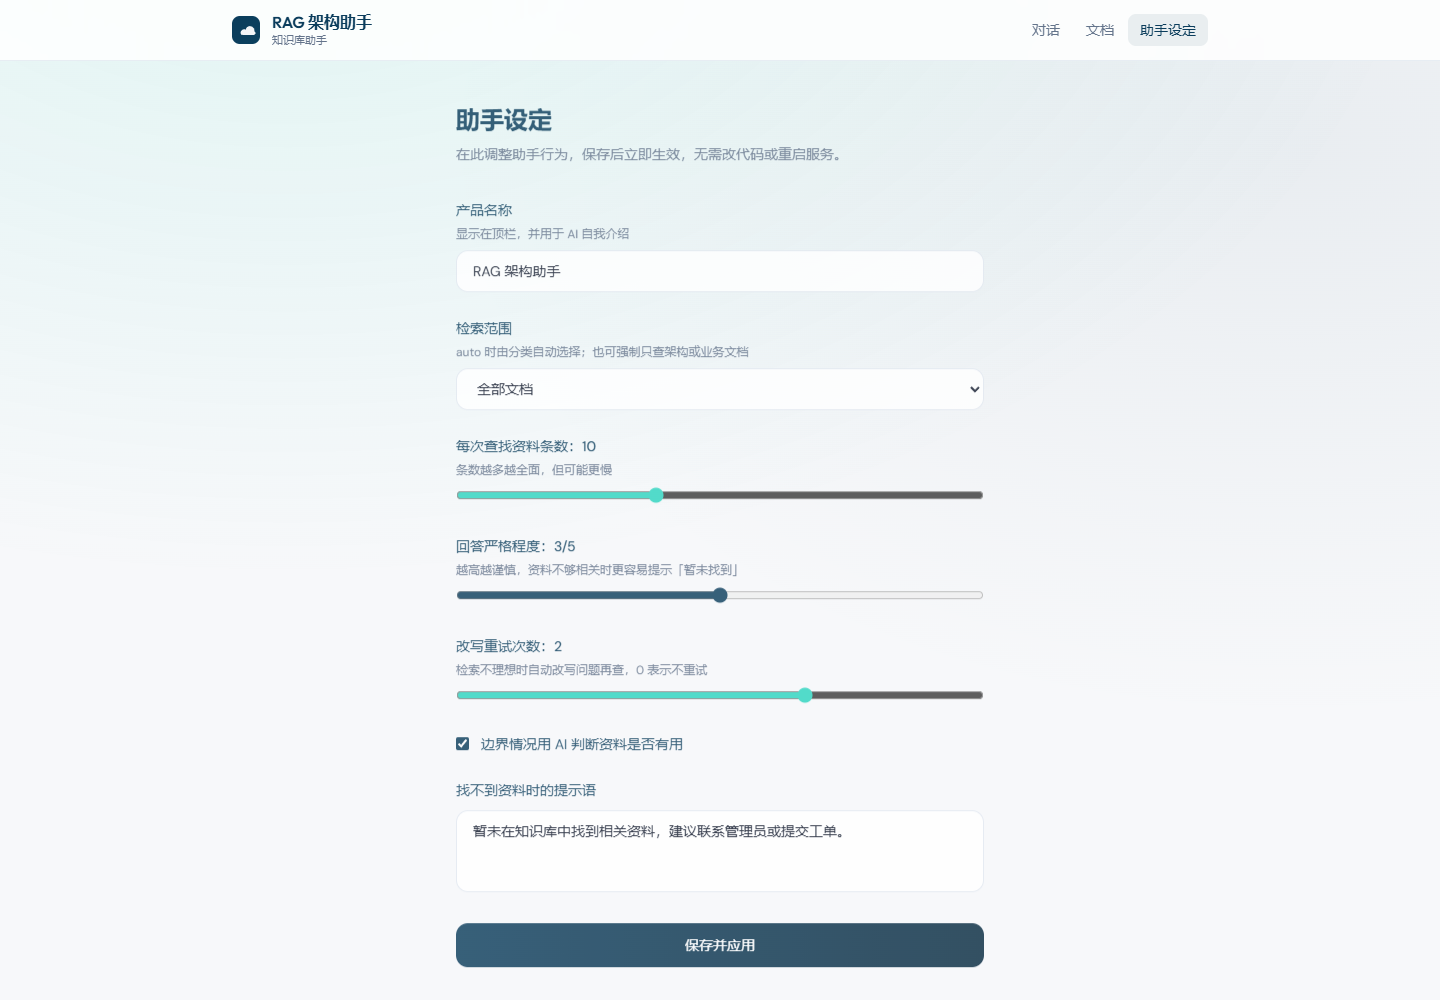 RAG 架构助手
知识库助手
对话
文档
助手设定
助手设定
在此调整助手行为，保存后立即生效，无需改代码或重启服务。
产品名称
显示在顶栏，并用于 AI 自我介绍
RAG 架构助手
检索范围
auto 时由分类自动选择；也可强制只查架构或业务文档
全部文档
每次查找资料条数：10
条数越多越全面，但可能更慢
回答严格程度：3/5
越高越谨慎，资料不够相关时更容易提示「暂未找到」
改写重试次数：2
检索不理想时自动改写问题再查，0 表示不重试
边界情况用 AI 判断资料是否有用
找不到资料时的提示语
暂未在知识库中找到相关资料，建议联系管理员或提交工单。
保存并应用